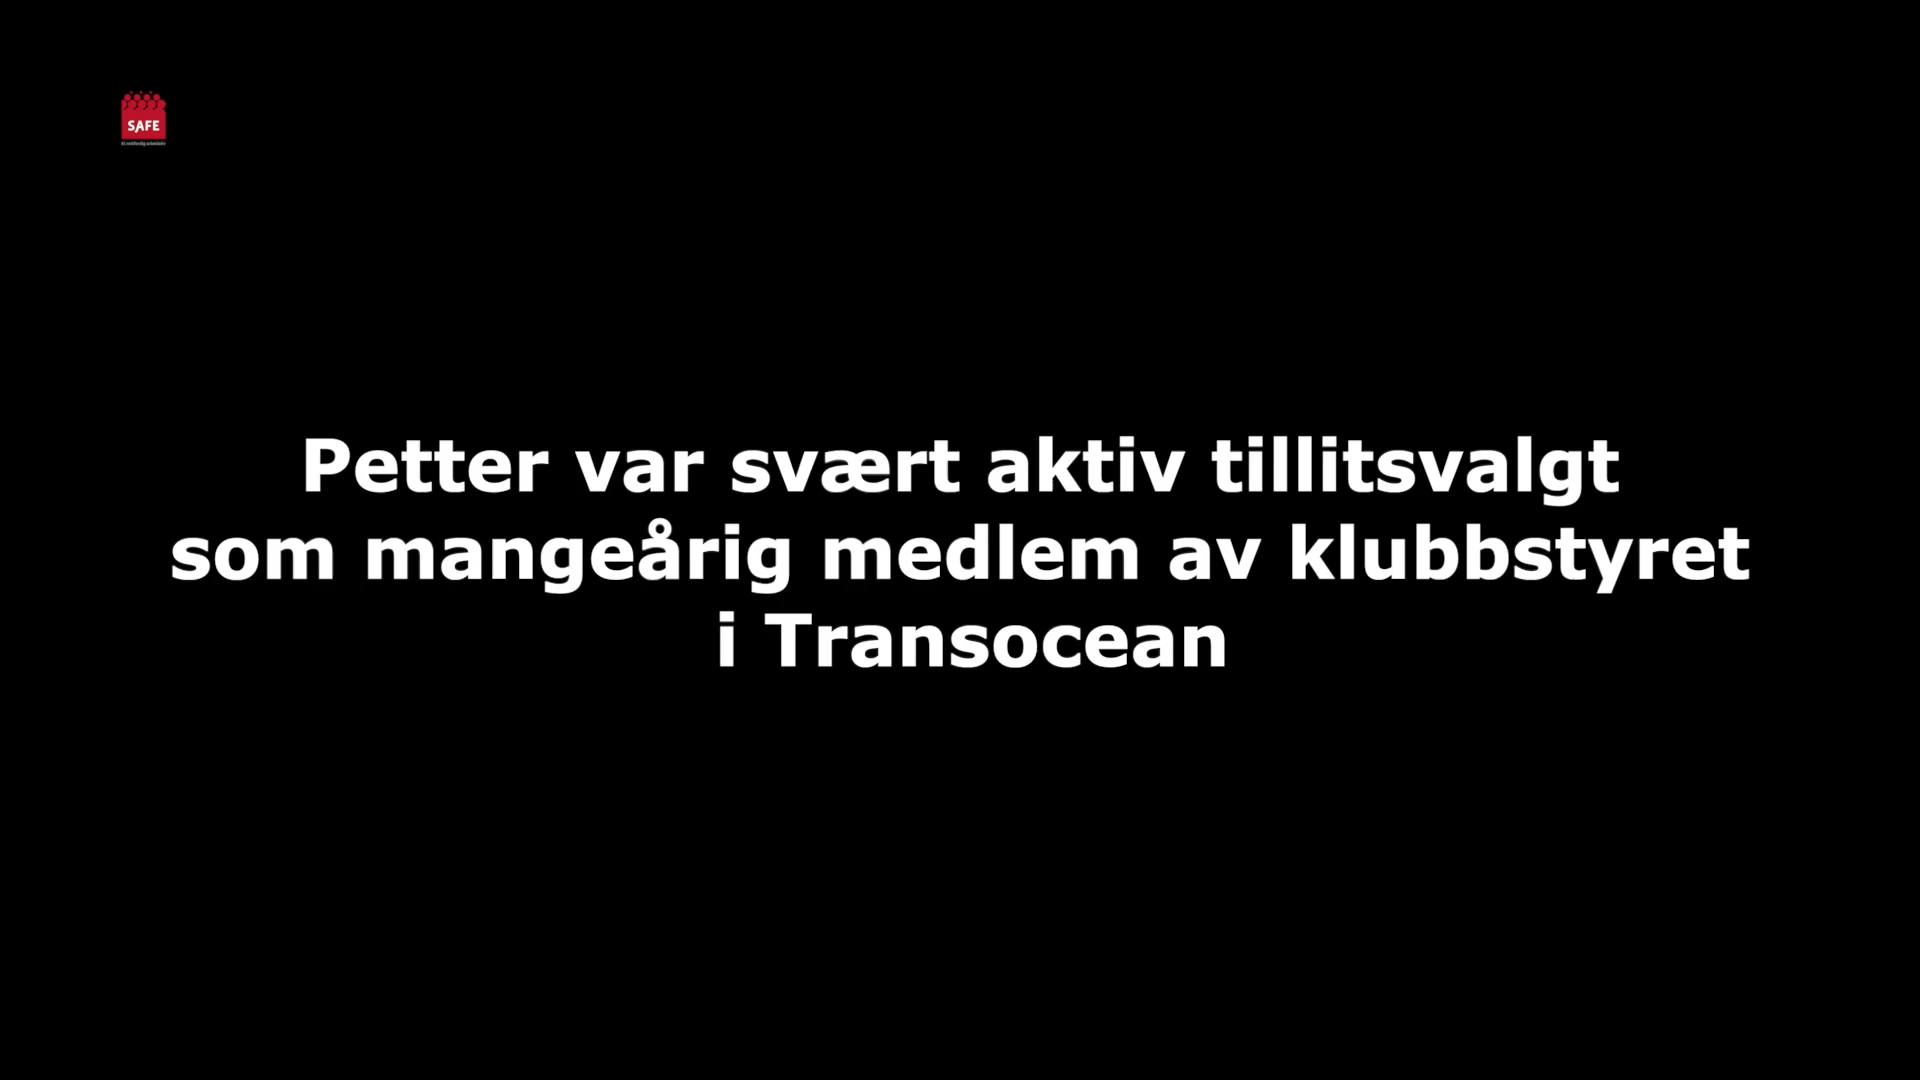 SAFE
Petter var svært aktiv tillitsvalgt
som mangeårig medlem av klubbstyret
i Transocean